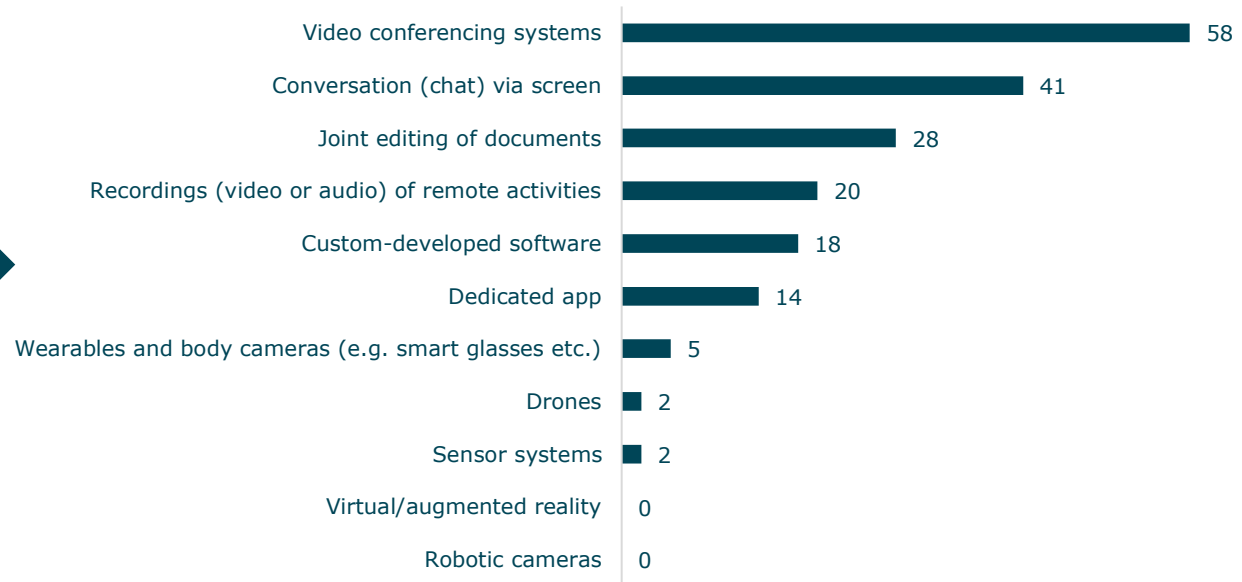 Video conferencing systems 58
Conversation (chat) via screen 41
Joint editing of documents 28
Recordings (video or audio) of remote activities 20
Custom-developed software 18
Dedicated app 14
Wearables and body cameras (e.g. smart glasses etc.) 5
Drones 2
Sensor systems 2
Virtual/augmented reality 0
Robotic cameras 0